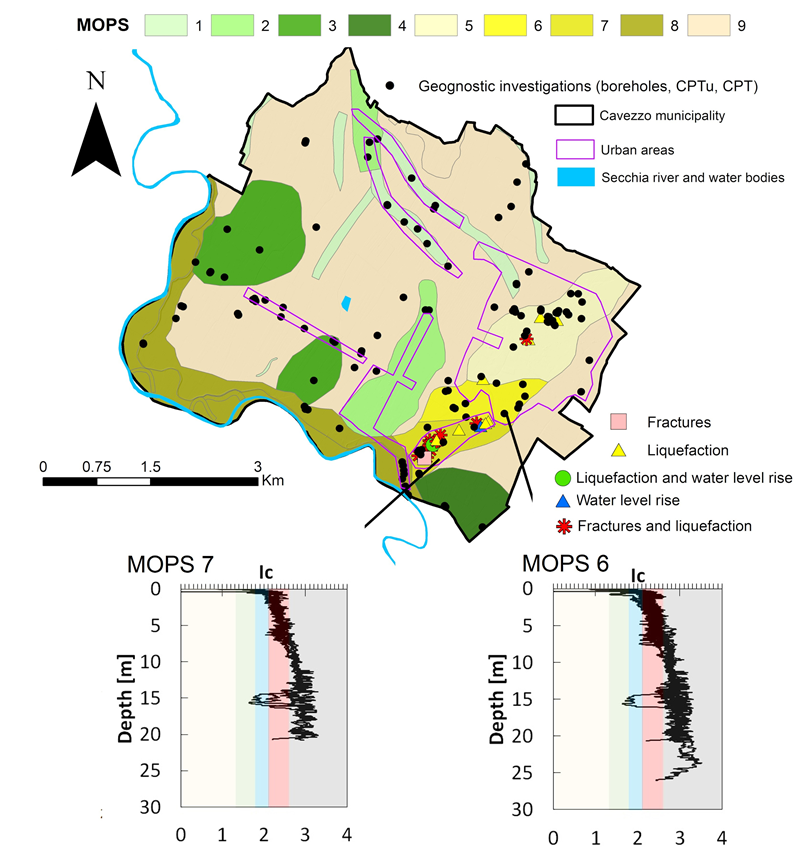 MOPS 1 2 3 4 5 6 7 8 9
N
Geognostic investigations (boreholes, CPTu, CPT)
Cavezzo municipality
Urban areas
Secchia river and water bodies
Fractures
Liquefaction
Liquefaction and water level rise
Water level rise
Fractures and liquefaction
0 0.75 1.5 3
Km
MOPS 7
Ic
Depth [m]
0
5
10
15
20
25
30
0 1 2 3 4
MOPS 6
Ic
Depth [m]
0
5
10
15
20
25
30
0 1 2 3 4